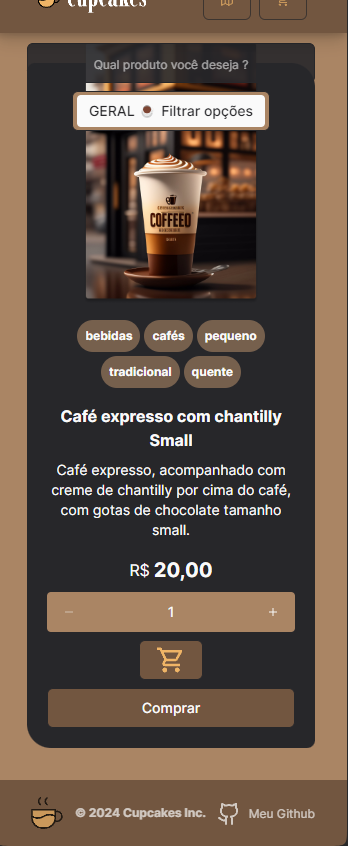 cupcakes
Qual produto você deseja ?
GERAL Filtrar opções
COFFEED
bebidas cafés pequeno
tradicional quente
Café expresso com chantilly
Small
Café expresso, acompanhado com
creme de chantilly por cima do café,
com gotas de chocolate tamanho
small.
R$ 20,00
− 1 +
Comprar
© 2024 Cupcakes Inc. Meu Github